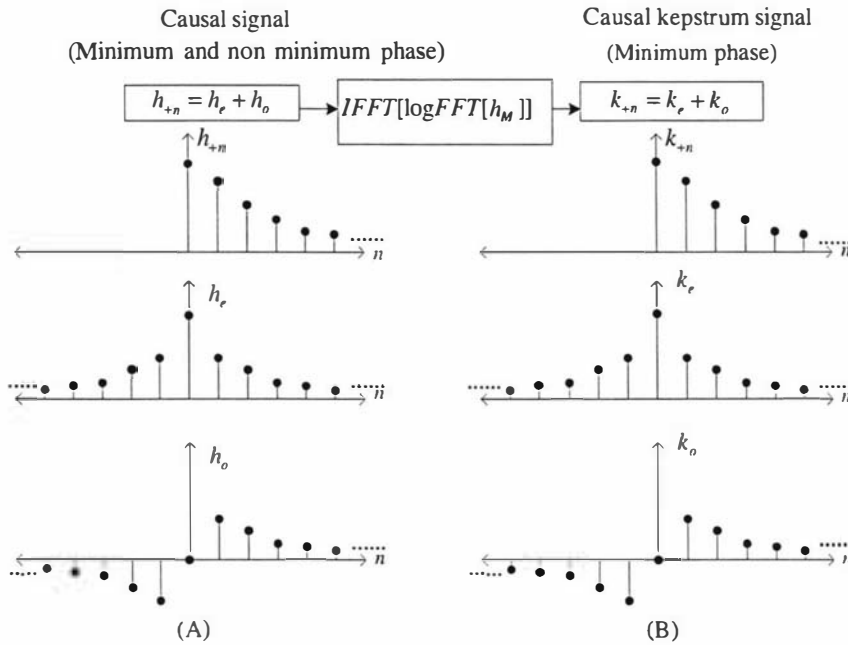 Causal signal
(Minimum and non minimum phase)
Causal kepstrum signal
(Minimum phase)
h₊ₙ = hₑ + hₒ
IFFT[logFFT[h_M ]]
k₊ₙ = kₑ + kₒ
h₊ₙ
k₊ₙ
n
n
hₑ
kₑ
n
n
hₒ
kₒ
n
n
(A)
(B)